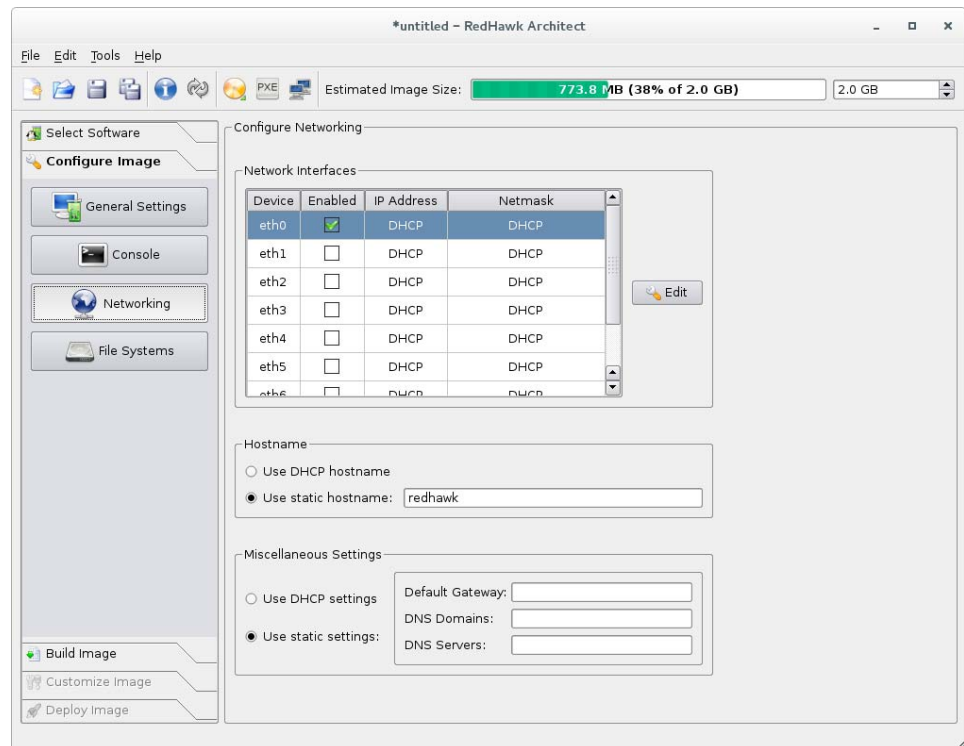 *untitled – RedHawk Architect
File Edit Tools Help
PXE Estimated Image Size: 773.8 MB (38% of 2.0 GB) 2.0 GB
Select Software
Configure Image
General Settings
Console
Networking
File Systems
Build Image
Customize Image
Deploy Image
Configure Networking
Network Interfaces
Device Enabled IP Address Netmask
eth0 DHCP DHCP
eth1 DHCP DHCP
eth2 DHCP DHCP
eth3 DHCP DHCP
eth4 DHCP DHCP
eth5 DHCP DHCP
eth6 DHCP DHCP
Edit
Hostname
Use DHCP hostname
Use static hostname: redhawk
Miscellaneous Settings
Use DHCP settings
Use static settings:
Default Gateway:
DNS Domains:
DNS Servers: